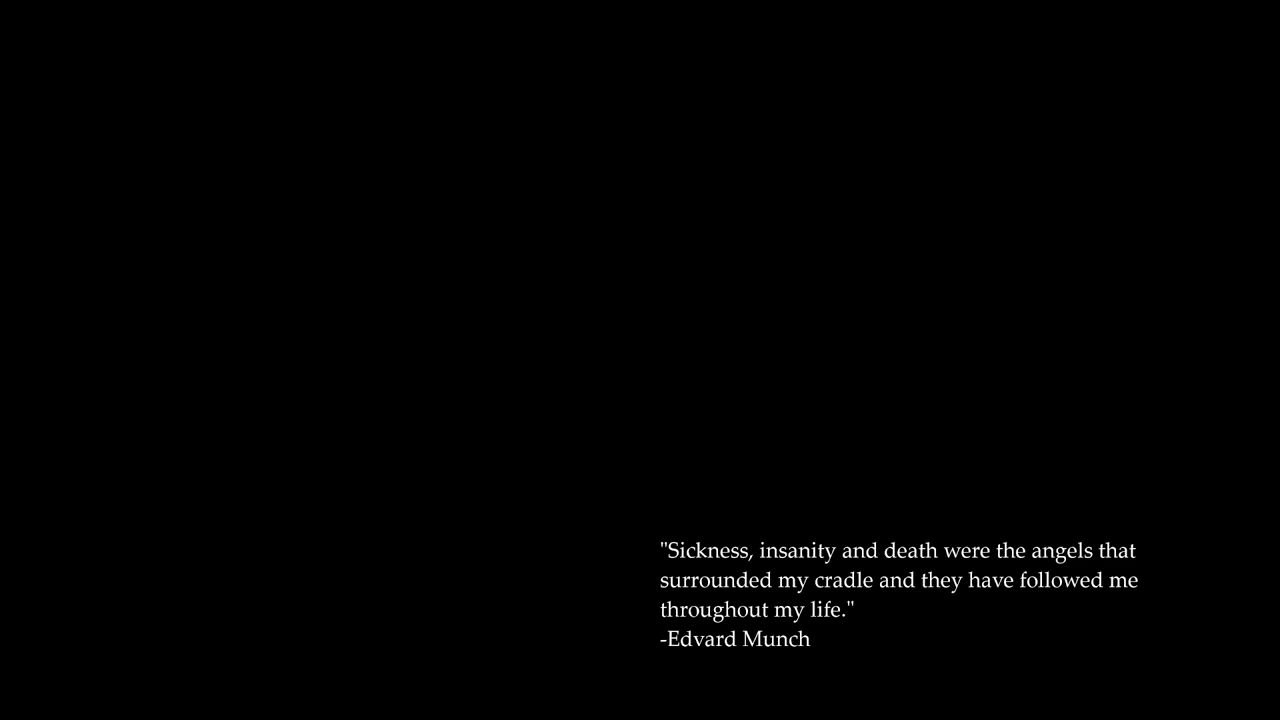 "Sickness, insanity and death were the angels that
surrounded my cradle and they have followed me
throughout my life."
-Edvard Munch